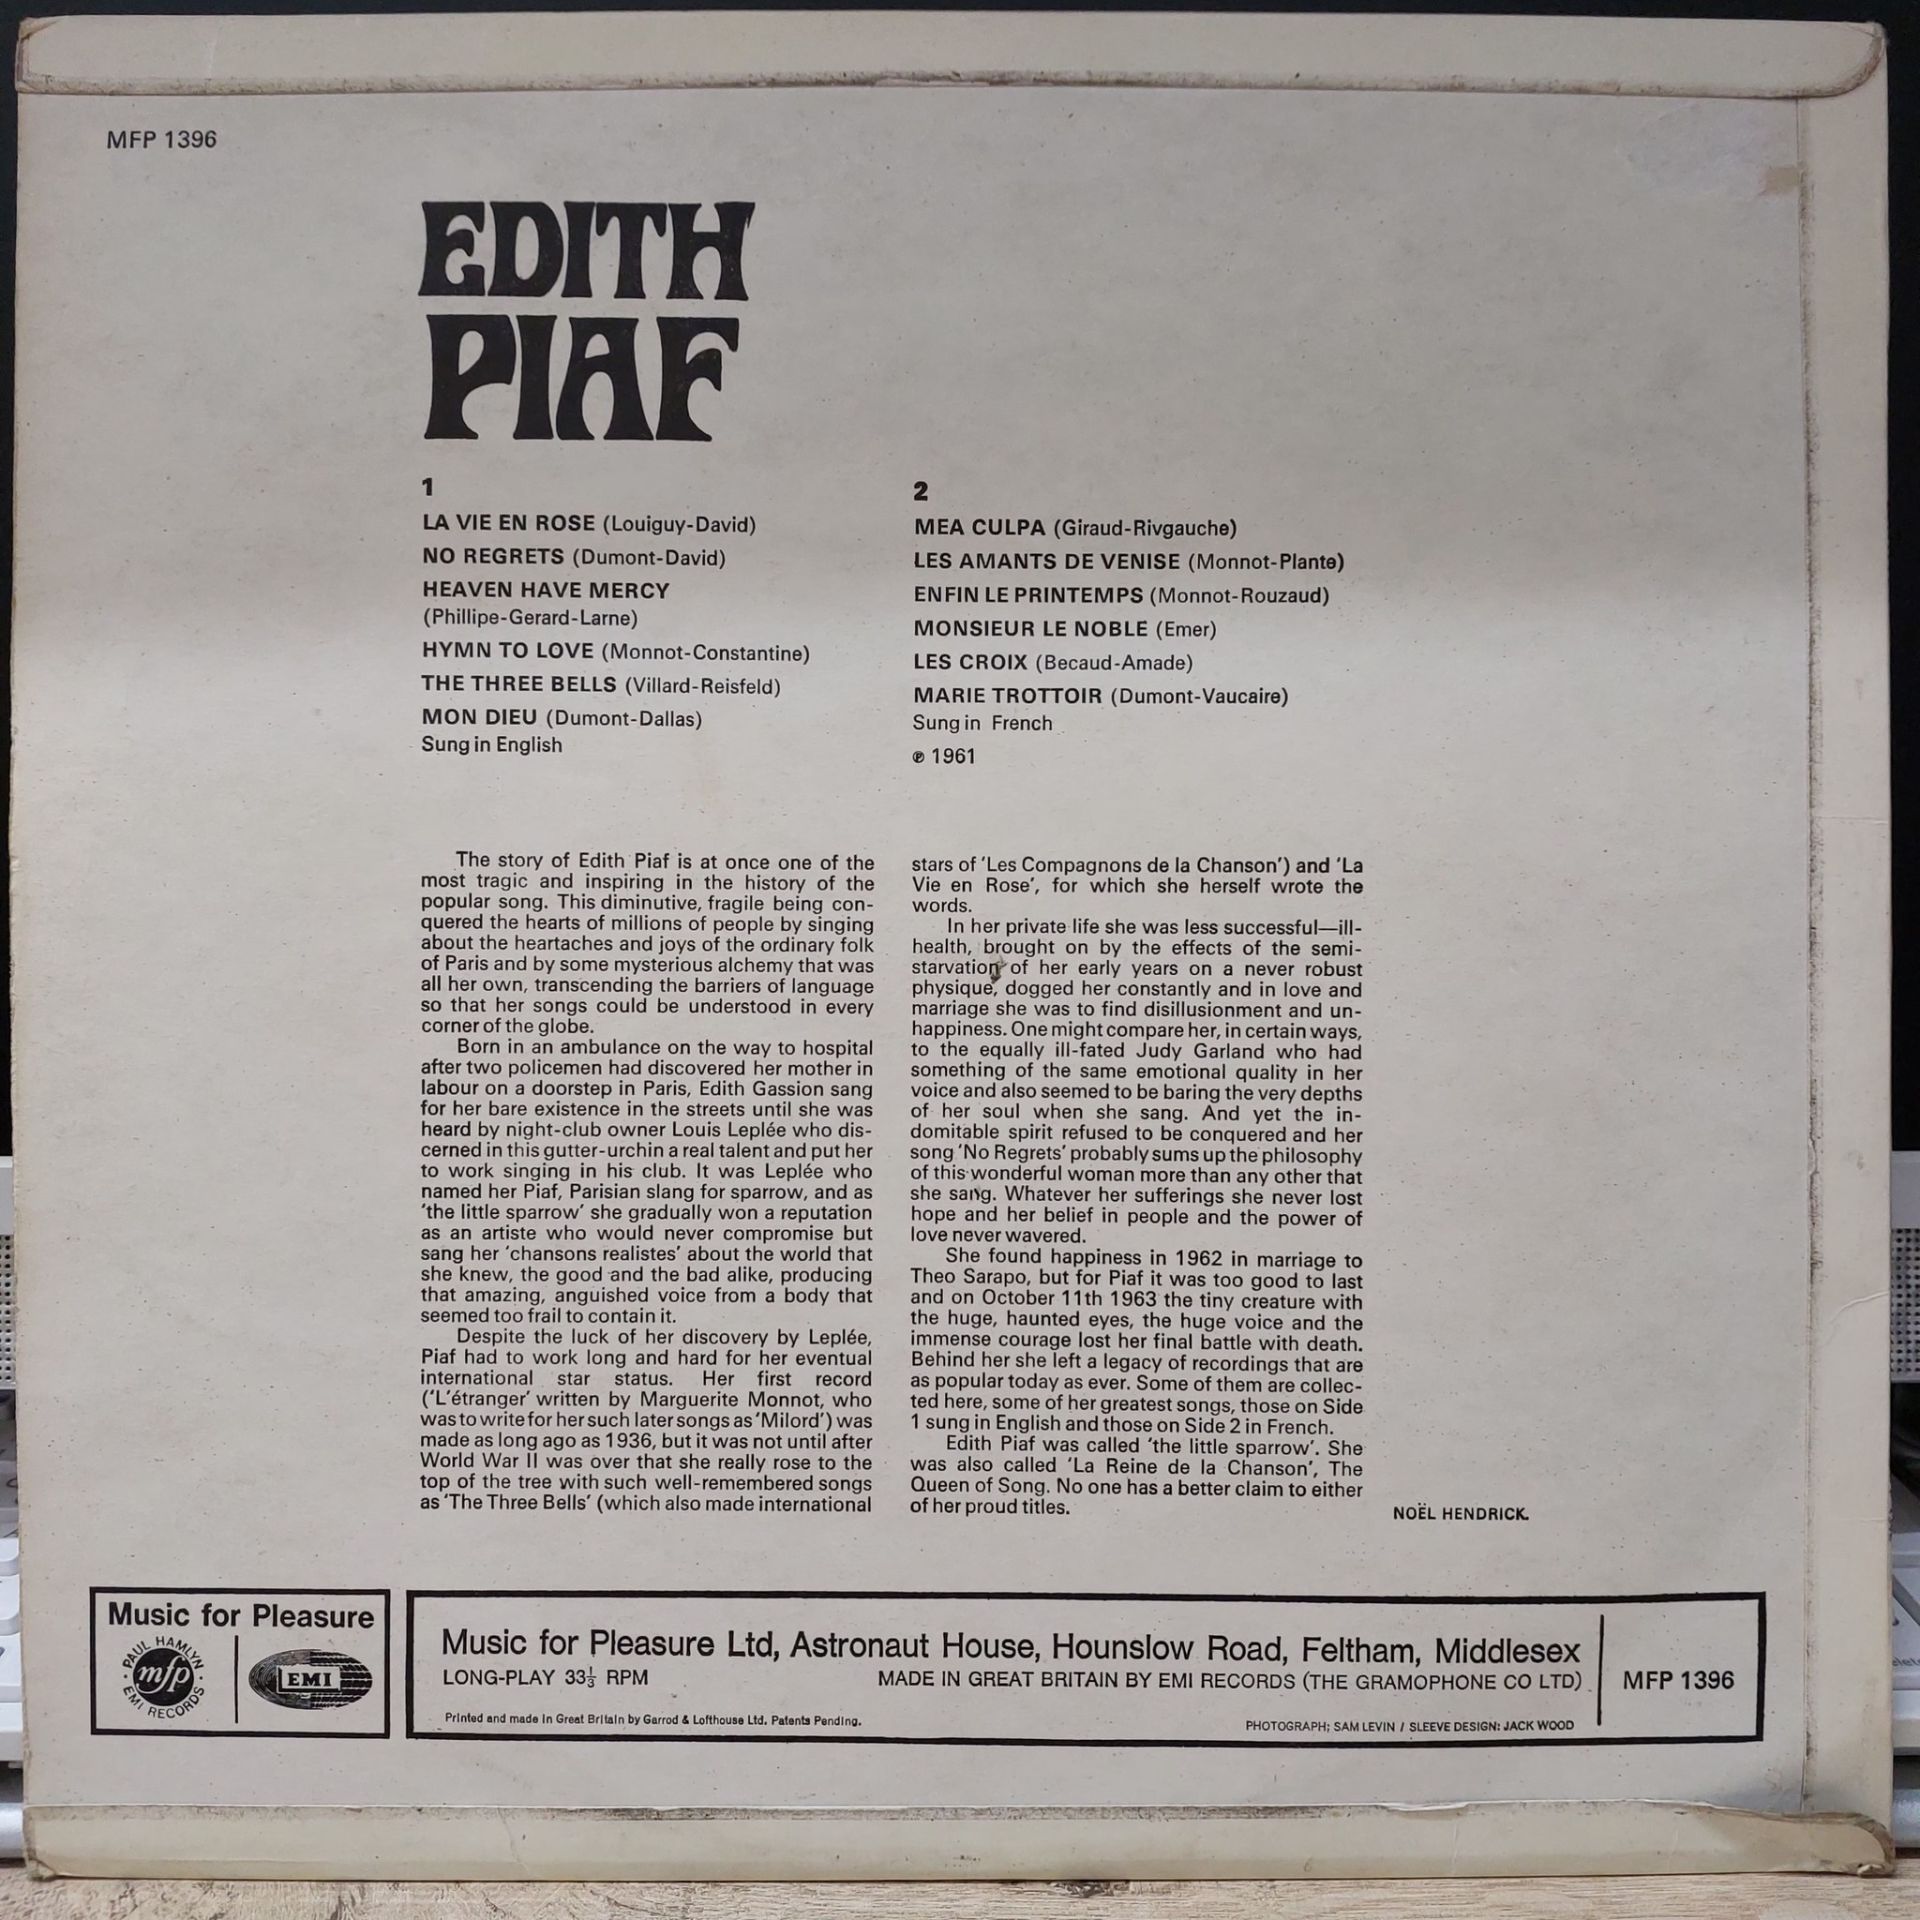 MFP 1396
EDITH
PIAF
1
LA VIE EN ROSE (Louiguy-David)
NO REGRETS (Dumont-David)
HEAVEN HAVE MERCY
(Phillipe-Gerard-Larne)
HYMN TO LOVE (Monnot-Constantine)
THE THREE BELLS (Villard-Reisfeld)
MON DIEU (Dumont-Dallas)
Sung in English
2
MEA CULPA (Giraud-Rivgauche)
LES AMANTS DE VENISE (Monnot-Plante)
ENFIN LE PRINTEMPS (Monnot-Rouzaud)
MONSIEUR LE NOBLE (Emer)
LES CROIX (Becaud-Amade)
MARIE TROTTOIR (Dumont-Vaucaire)
Sung in French
℗ 1961
The story of Edith Piaf is at once one of the
most tragic and inspiring in the history of the
popular song. This diminutive, fragile being con-
quered the hearts of millions of people by singing
about the heartaches and joys of the ordinary folk
of Paris and by some mysterious alchemy that was
all her own, transcending the barriers of language
so that her songs could be understood in every
corner of the globe.
Born in an ambulance on the way to hospital
after two policemen had discovered her mother in
labour on a doorstep in Paris, Edith Gassion sang
for her bare existence in the streets until she was
heard by night-club owner Louis Leplée who dis-
cerned in this gutter-urchin a real talent and put her
to work singing in his club. It was Leplée who
named her Piaf, Parisian slang for sparrow, and as
'the little sparrow' she gradually won a reputation
as an artiste who would never compromise but
sang her 'chansons realistes' about the world that
she knew, the good and the bad alike, producing
that amazing, anguished voice from a body that
seemed too frail to contain it.
Despite the luck of her discovery by Leplée,
Piaf had to work long and hard for her eventual
international star status. Her first record
('L'étranger' written by Marguerite Monnot, who
was to write for her such later songs as 'Milord') was
made as long ago as 1936, but it was not until after
World War II was over that she really rose to the
top of the tree with such well-remembered songs
as 'The Three Bells' (which also made international
stars of 'Les Compagnons de la Chanson') and 'La
Vie en Rose', for which she herself wrote the
words.
In her private life she was less successful—ill-
health, brought on by the effects of the semi-
starvation of her early years on a never robust
physique, dogged her constantly and in love and
marriage she was to find disillusionment and un-
happiness. One might compare her, in certain ways,
to the equally ill-fated Judy Garland who had
something of the same emotional quality in her
voice and also seemed to be baring the very depths
of her soul when she sang. And yet the in-
domitable spirit refused to be conquered and her
song 'No Regrets' probably sums up the philosophy
of this wonderful woman more than any other that
she sang. Whatever her sufferings she never lost
hope and her belief in people and the power of
love never wavered.
She found happiness in 1962 in marriage to
Theo Sarapo, but for Piaf it was too good to last
and on October 11th 1963 the tiny creature with
the huge, haunted eyes, the huge voice and the
immense courage lost her final battle with death.
Behind her she left a legacy of recordings that are
as popular today as ever. Some of them are collec-
ted here, some of her greatest songs, those on Side
1 sung in English and those on Side 2 in French.
Edith Piaf was called 'the little sparrow'. She
was also called 'La Reine de la Chanson', The
Queen of Song. No one has a better claim to either
of her proud titles.
NOËL HENDRICK.
Music for Pleasure
PAUL HAMLYN
mfp
EMI RECORDS
EMI
Music for Pleasure Ltd, Astronaut House, Hounslow Road, Feltham, Middlesex
LONG-PLAY 33⅓ RPM
MADE IN GREAT BRITAIN BY EMI RECORDS (THE GRAMOPHONE CO LTD)
Printed and made in Great Britain by Garrod & Lofthouse Ltd. Patents Pending.
PHOTOGRAPH; SAM LEVIN / SLEEVE DESIGN: JACK WOOD
MFP 1396